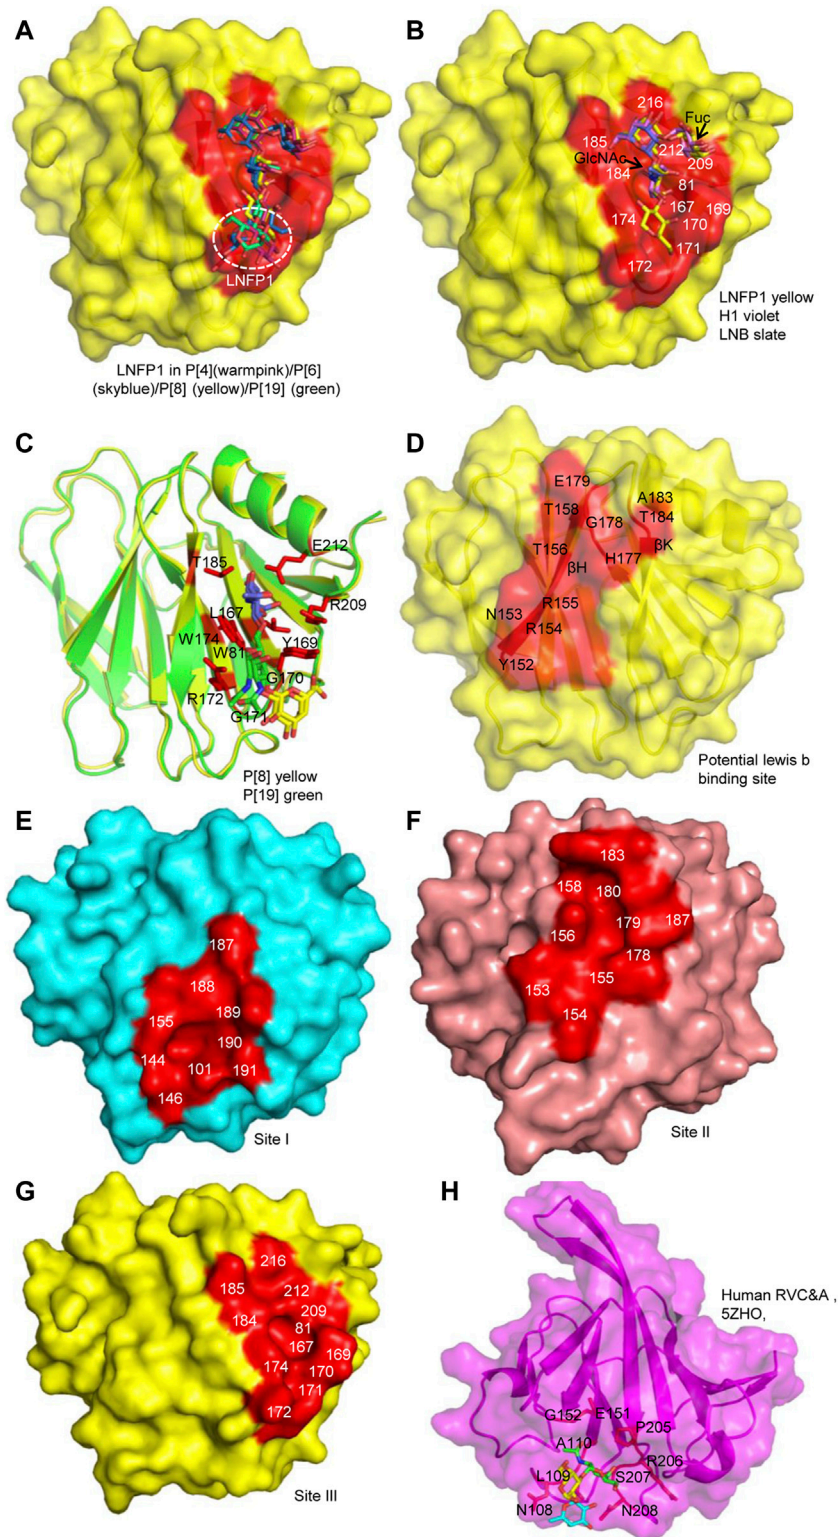 A
LNFP1
LNFP1 in P[4](warmpink)/P[6]
(skyblue)/P[8] (yellow)/P[19] (green)
B
216
Fuc
185
212
GlcNAc
209
184
81
167
169
174
170
171
172
LNFP1 yellow
H1 violet
LNB slate
C
E212
T185
R209
L167
W174
Y169
W81
G170
R172
G171
P[8] yellow
P[19] green
D
E179
A183
T158
G178
T184
T156
βK
βH
H177
N153
R155
R154
Y152
Potential lewis b
binding site
E
187
188
155
189
190
144
101
191
146
Site I
F
183
158
180
179
187
156
178
155
153
154
Site II
G
216
185
212
209
184
81
167
169
174
170
171
172
Site III
H
Human RVC&A ,
5ZHO,
G152
E151
P205
A110
R206
L109
S207
N108
N208